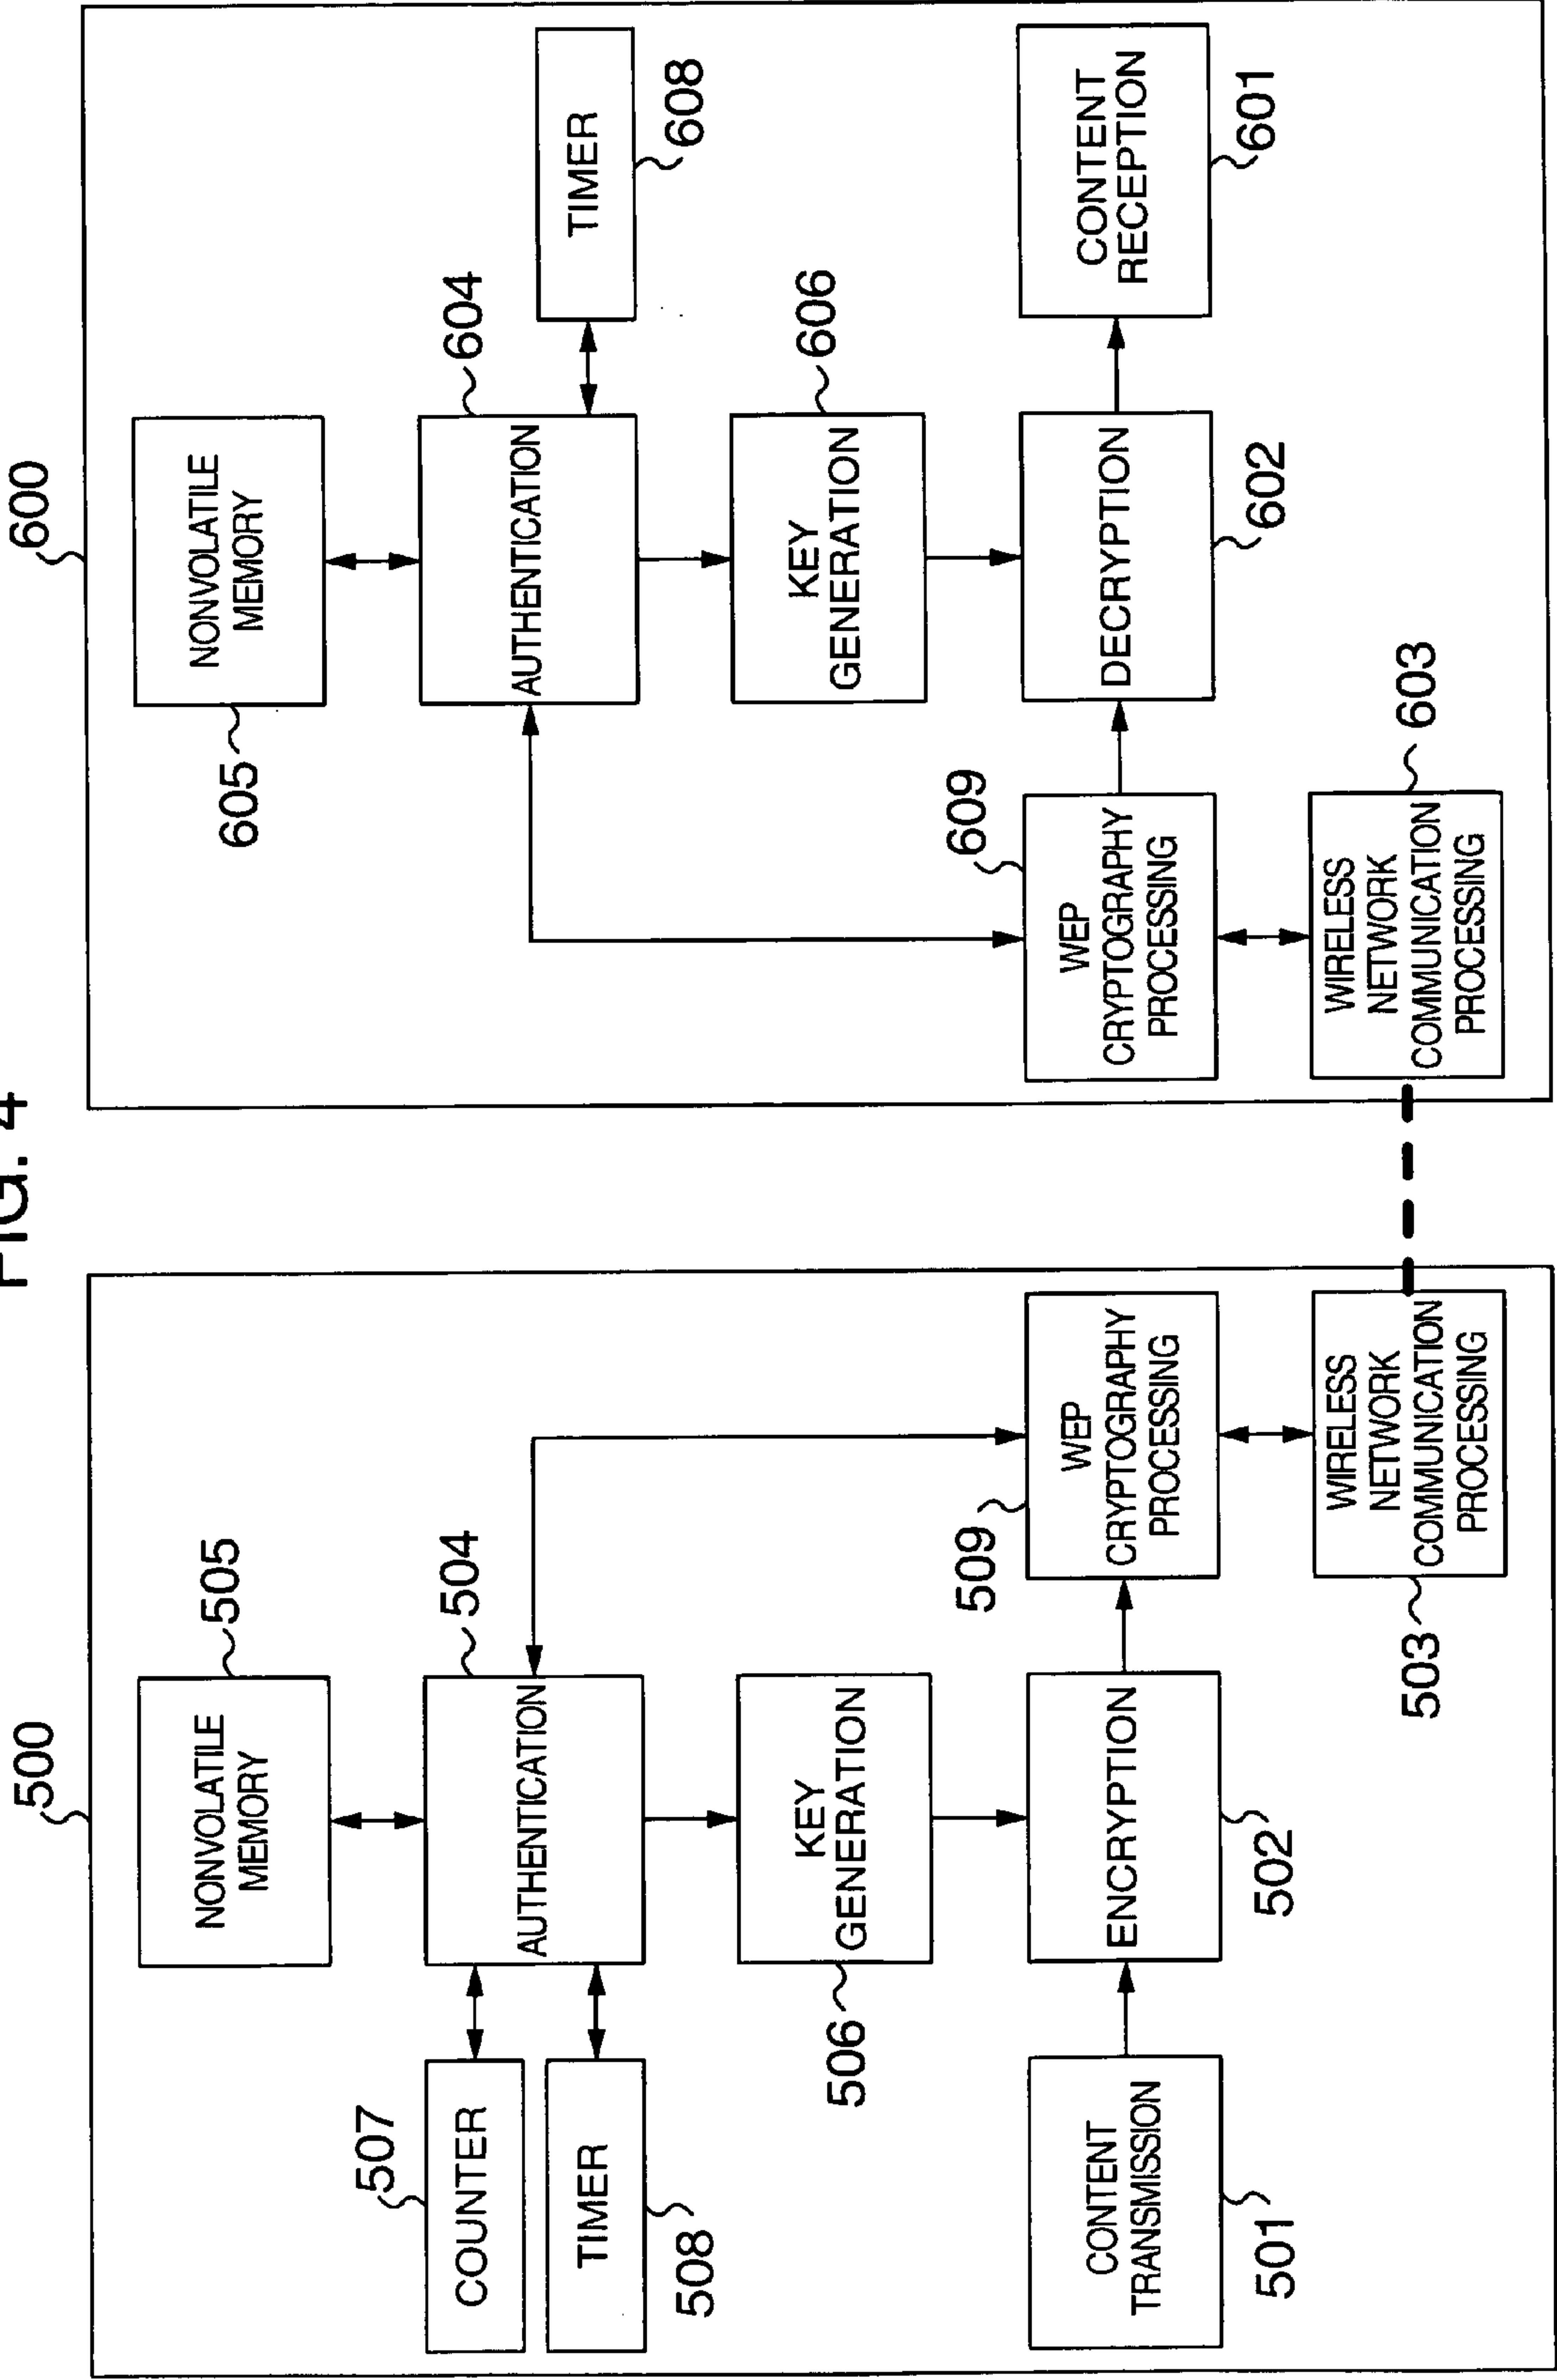 FIG. 4
500
NONVOLATILE
MEMORY
505
507
COUNTER
TIMER
508
AUTHENTICATION
504
506
KEY
GENERATION
CONTENT
TRANSMISSION
501
ENCRYPTION
502
509
WEP
CRYPTOGRAPHY
PROCESSING
WIRELESS
NETWORK
COMMUNICATION
PROCESSING
503
600
605
NONVOLATILE
MEMORY
AUTHENTICATION
604
TIMER
608
KEY
GENERATION
606
609
WEP
CRYPTOGRAPHY
PROCESSING
DECRYPTION
602
CONTENT
RECEPTION
601
WIRELESS
NETWORK
COMMUNICATION
PROCESSING
603